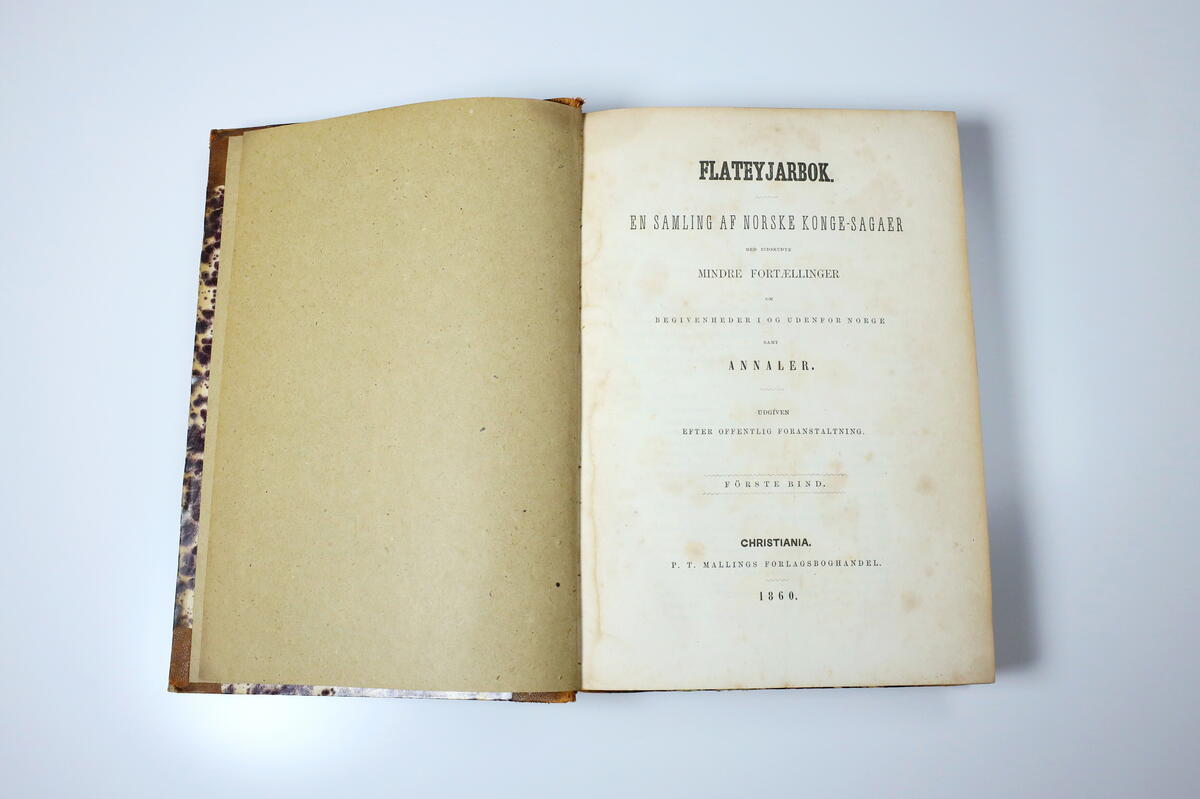 FLATEYJARBOK.
EN SAMLING AF NORSKE KONGE-SAGAER
MED INDSKUDTE
MINDRE FORTÆLLINGER
OM
BEGIVENHEDER I OG UDENFOR NORGE
SAMT
ANNALER.
UDGIVEN
EFTER OFFENTLIG FORANSTALTNING.
FÖRSTE BIND.
CHRISTIANIA.
P. T. MALLINGS FORLAGSBOGHANDEL.
1860.